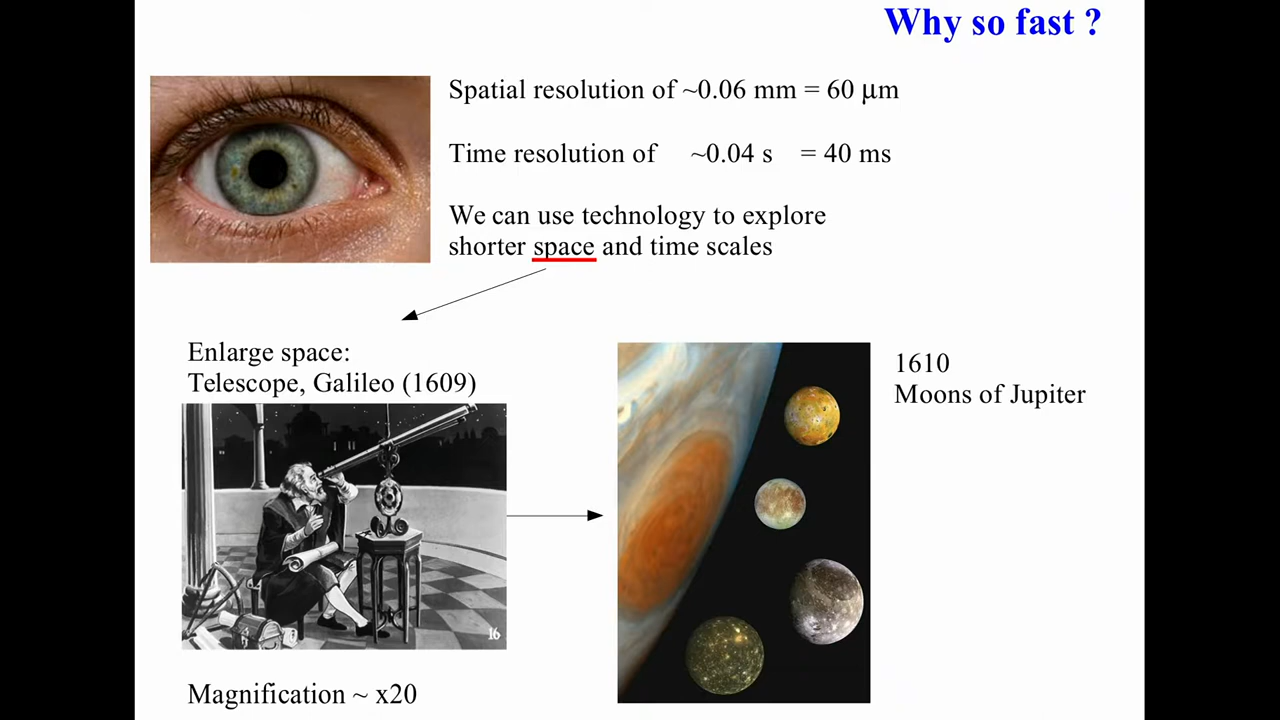 Why so fast ?
Spatial resolution of ~0.06 mm = 60 μm
Time resolution of ~0.04 s = 40 ms
We can use technology to explore
shorter space and time scales
Enlarge space:
Telescope, Galileo (1609)
16
Magnification ~ x20
1610
Moons of Jupiter